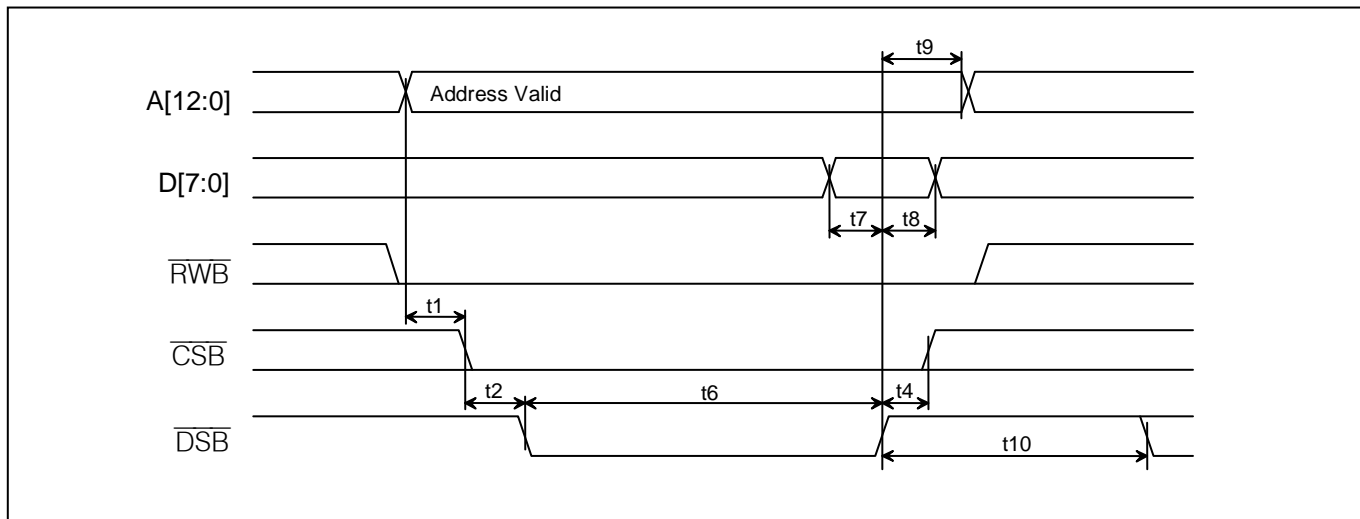 t9
A[12:0]
Address Valid
D[7:0]
t7
t8
RWB
t1
CSB
t2
t6
t4
DSB
t10